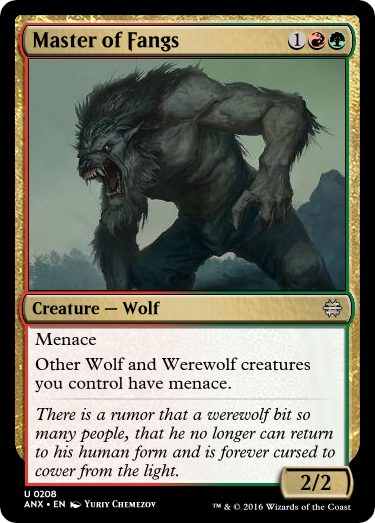 Master of Fangs 1
Creature — Wolf
Menace
Other Wolf and Werewolf creatures
you control have menace.
There is a rumor that a werewolf bit so
many people, that he no longer can return
to his human form and is forever cursed to
cower from the light.
2/2
U 0208
ANX • EN Yuriy Chemezov
™ & © 2016 Wizards of the Coast